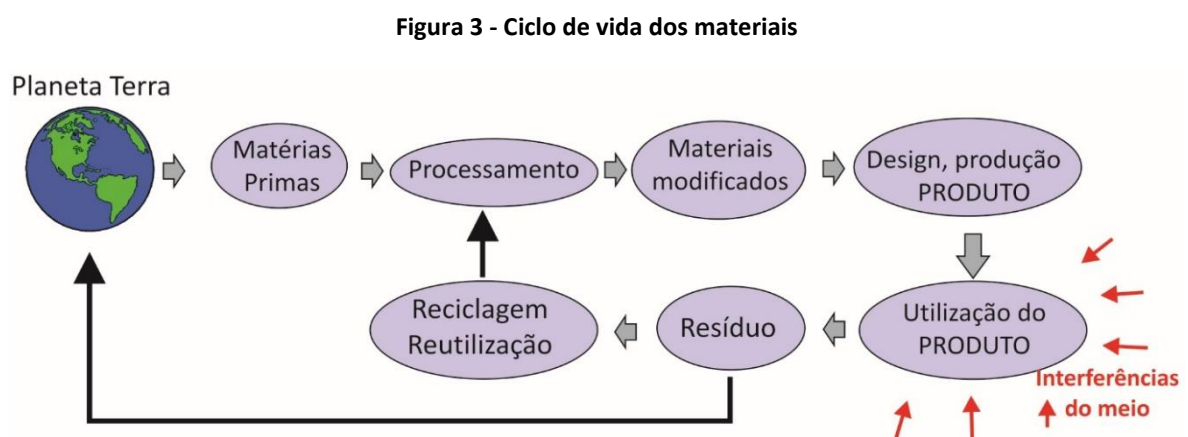 Figura 3 - Ciclo de vida dos materiais
Planeta Terra
Matérias
Primas
Processamento
Materiais
modificados
Design, produção
PRODUTO
Reciclagem
Reutilização
Resíduo
Utilização do
PRODUTO
Interferências
do meio